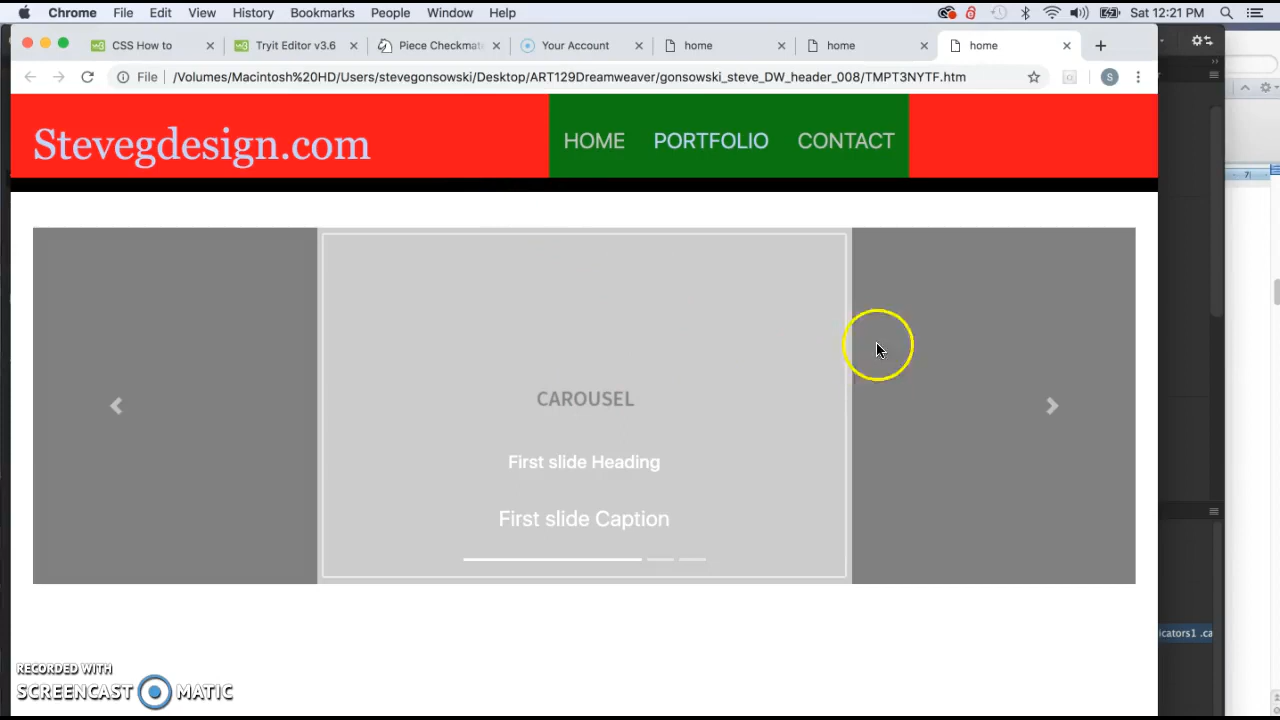 Chrome File Edit View History Bookmarks People Window Help Sat 12:21 PM
CSS How to Tryit Editor v3.6 Piece Checkmat Your Account home home home
File /Volumes/Macintosh%20HD/Users/stevegonsowski/Desktop/ART129Dreamweaver/gonsowski_steve_DW_header_008/TMPT3NYTF.htm S
Stevegdesign.com HOME PORTFOLIO CONTACT
7
CAROUSEL
First slide Heading
First slide Caption
icators1 .ca
RECORDED WITH
SCREENCAST MATIC